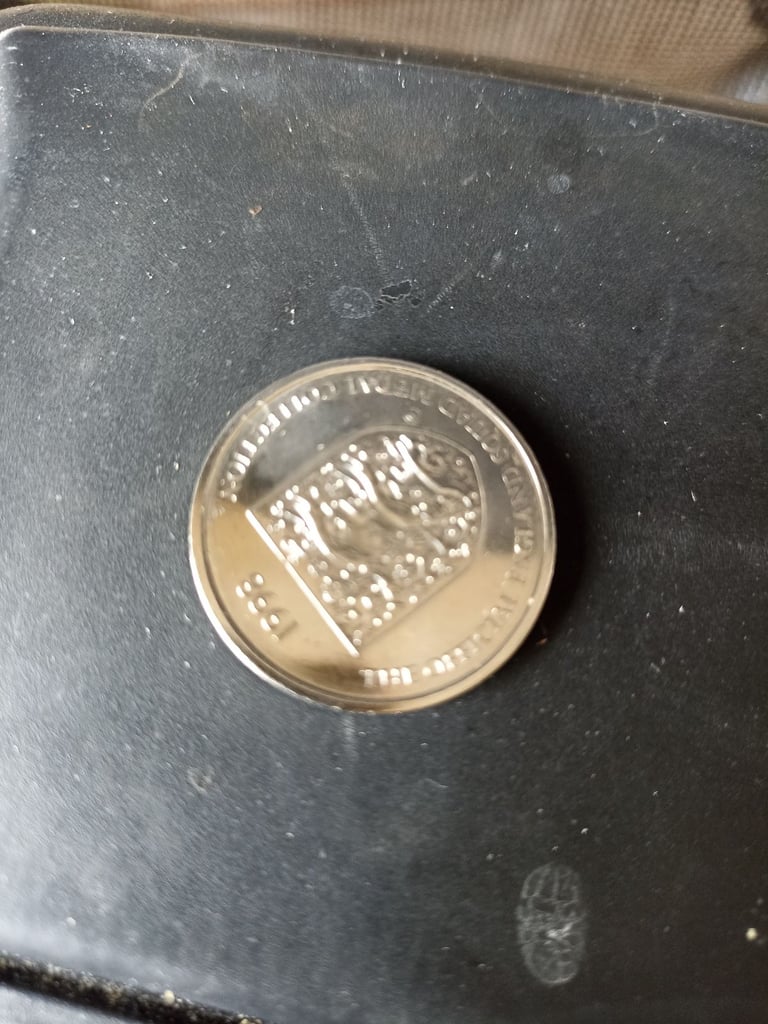 THE OFFICIAL ENGLAND SQUAD MEDAL COLLECTION
1998